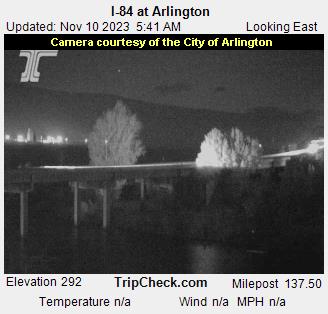 I-84 at Arlington
Updated: Nov 10 2023 5:41 AM Looking East
Camera courtesy of the City of Arlington
Elevation 292 TripCheck.com Milepost 137.50
Temperature n/a Wind n/a MPH n/a